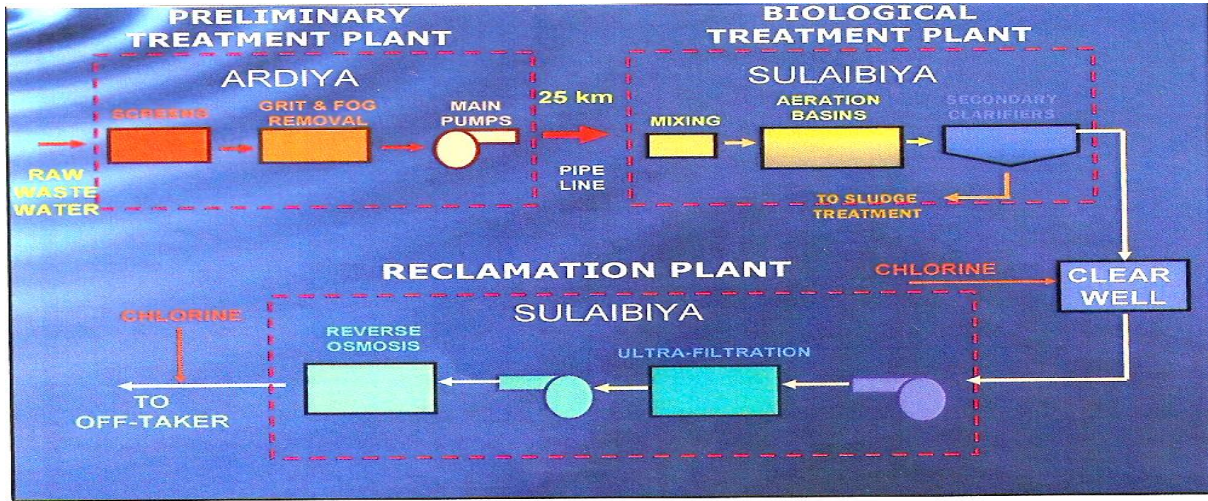 PRELIMINARY
TREATMENT PLANT
ARDIYA
SCREENS
GRIT & FOG
REMOVAL
MAIN
PUMPS
RAW
WASTE
WATER
25 km
PIPE
LINE
BIOLOGICAL
TREATMENT PLANT
SULAIBIYA
MIXING
AERATION
BASINS
SECONDARY
CLARIFIERS
TO SLUDGE
TREATMENT
CHLORINE
CLEAR
WELL
RECLAMATION PLANT
SULAIBIYA
ULTRA-FILTRATION
REVERSE
OSMOSIS
CHLORINE
TO
OFF-TAKER